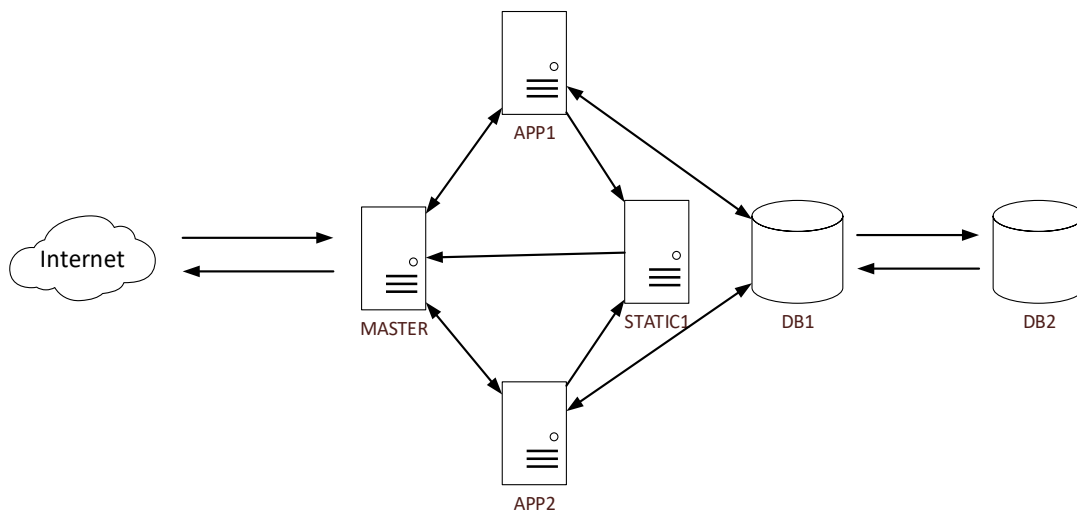 APP1
Internet
MASTER
STATIC1
DB1
DB2
APP2